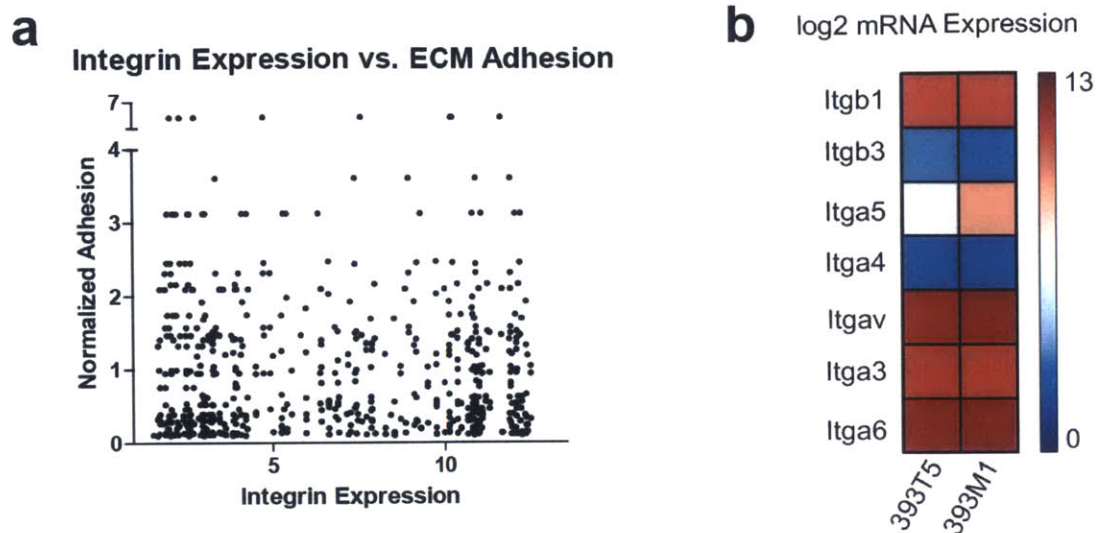 a
Integrin Expression vs. ECM Adhesion
7
1
4
3
2
1
0
Normalized Adhesion
5
10
Integrin Expression
b
log2 mRNA Expression
Itgb1
Itgb3
Itga5
Itga4
Itgav
Itga3
Itga6
13
0
393T5
393M1